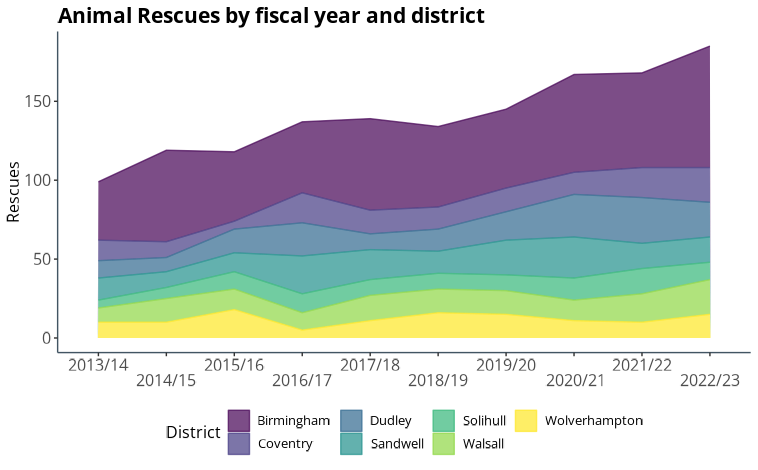 Animal Rescues by fiscal year and district
Rescues
150
100
50
0
2013/14 2015/16 2017/18 2019/20 2021/22
2014/15 2016/17 2018/19 2020/21 2022/23
District
Birmingham Dudley Solihull Wolverhampton
Coventry Sandwell Walsall